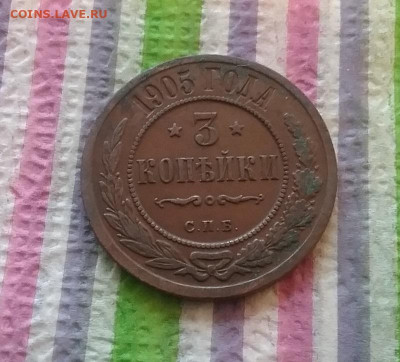 COINS.LAVE.RU
1905 ГОДА
3
КОПѢЙКИ
С.П.Б.